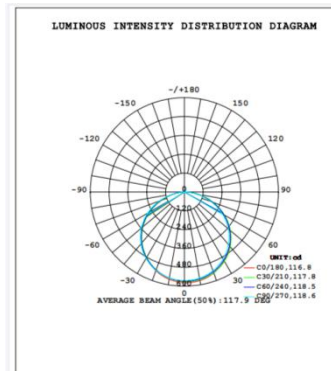 LUMINOUS INTENSITY DISTRIBUTION DIAGRAM
-/+180
-150 150
-120 120
-90 0 90
120
240
-60 360 60
480
UNIT:cd
C0/180,116.8
-30 600 30
C30/210,117.8
0
C60/240,118.5
C90/270,118.6
AVERAGE BEAM ANGLE(50%):117.9 DEG